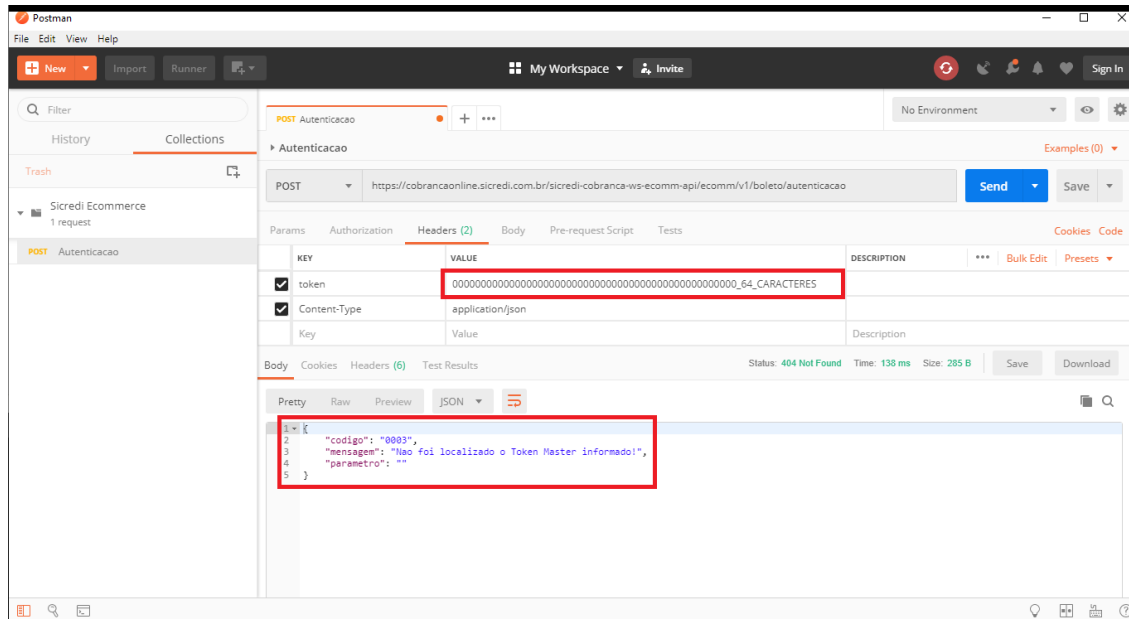 Postman
File Edit View Help
New Import Runner My Workspace Invite Sign In
Filter
History Collections
Trash
Sicredi Ecommerce
1 request
POST Autenticacao
POST Autenticacao
No Environment
Autenticacao
Examples (0)
POST https://cobrancaonline.sicredi.com.br/sicredi-cobranca-ws-ecomm-api/ecomm/v1/boleto/autenticacao Send Save
Params Authorization Headers (2) Body Pre-request Script Tests Cookies Code
KEY VALUE DESCRIPTION Bulk Edit Presets
token 00000000000000000000000000000000000000000000000000_64_CARACTERES
Content-Type application/json
Key Value Description
Body Cookies Headers (6) Test Results Status: 404 Not Found Time: 138 ms Size: 285 B Save Download
Pretty Raw Preview JSON
1 {
2 "codigo": "0003",
3 "mensagem": "Nao foi localizado o Token Master informado!",
4 "parametro": ""
5 }